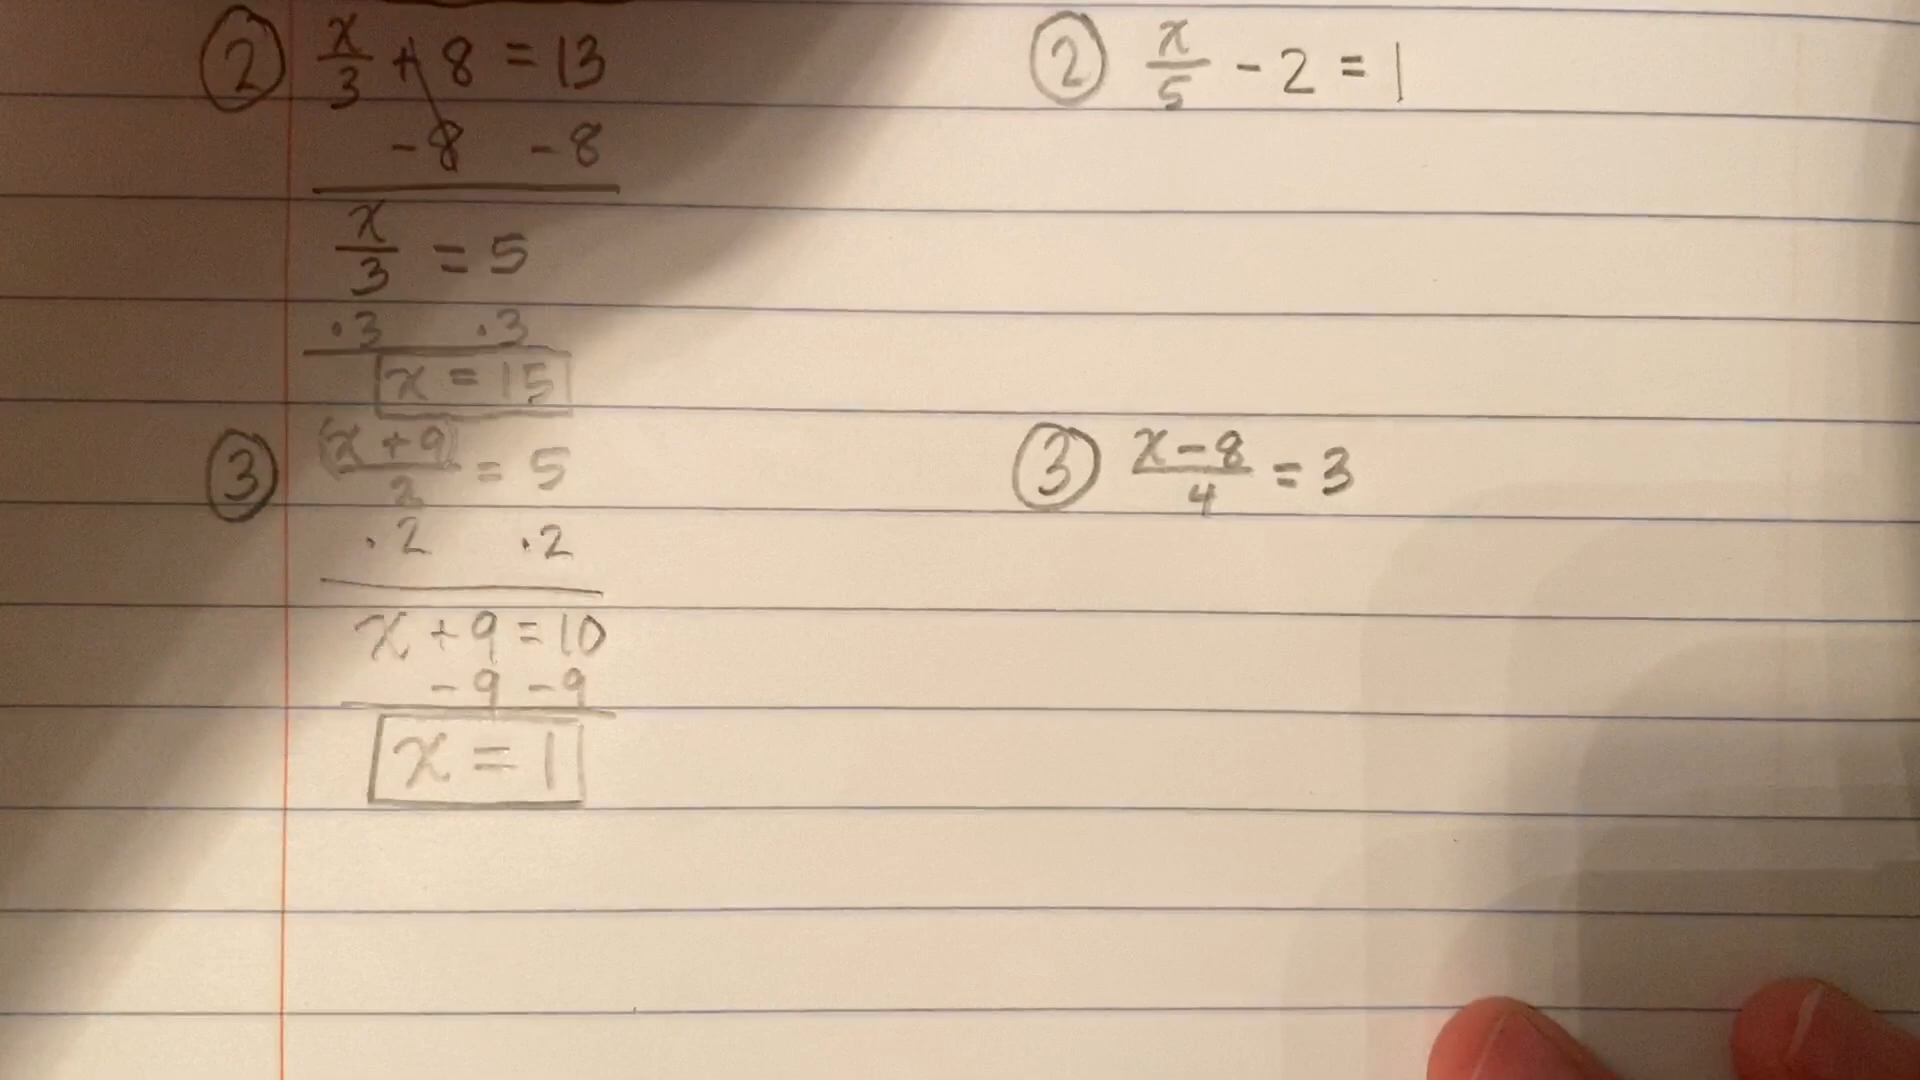 ② x/3 + 8 = 13
- 8 - 8
x/3 = 5
·3 ·3
x = 15
③ (x + 9)/2 = 5
·2 ·2
x + 9 = 10
- 9 - 9
x = 1
② x/5 - 2 = 1
③ x - 8/4 = 3